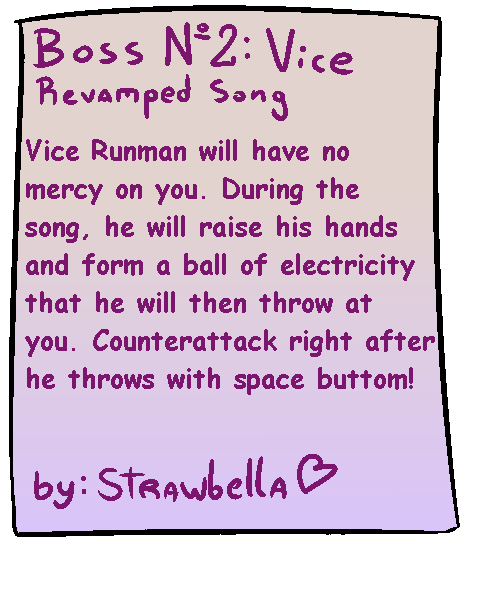 Boss Nº2: Vice
Revamped Song
Vice Runman will have no
mercy on you. During the
song, he will raise his hands
and form a ball of electricity
that he will then throw at
you. Counterattack right after
he throws with space buttom!
by: Strawbella